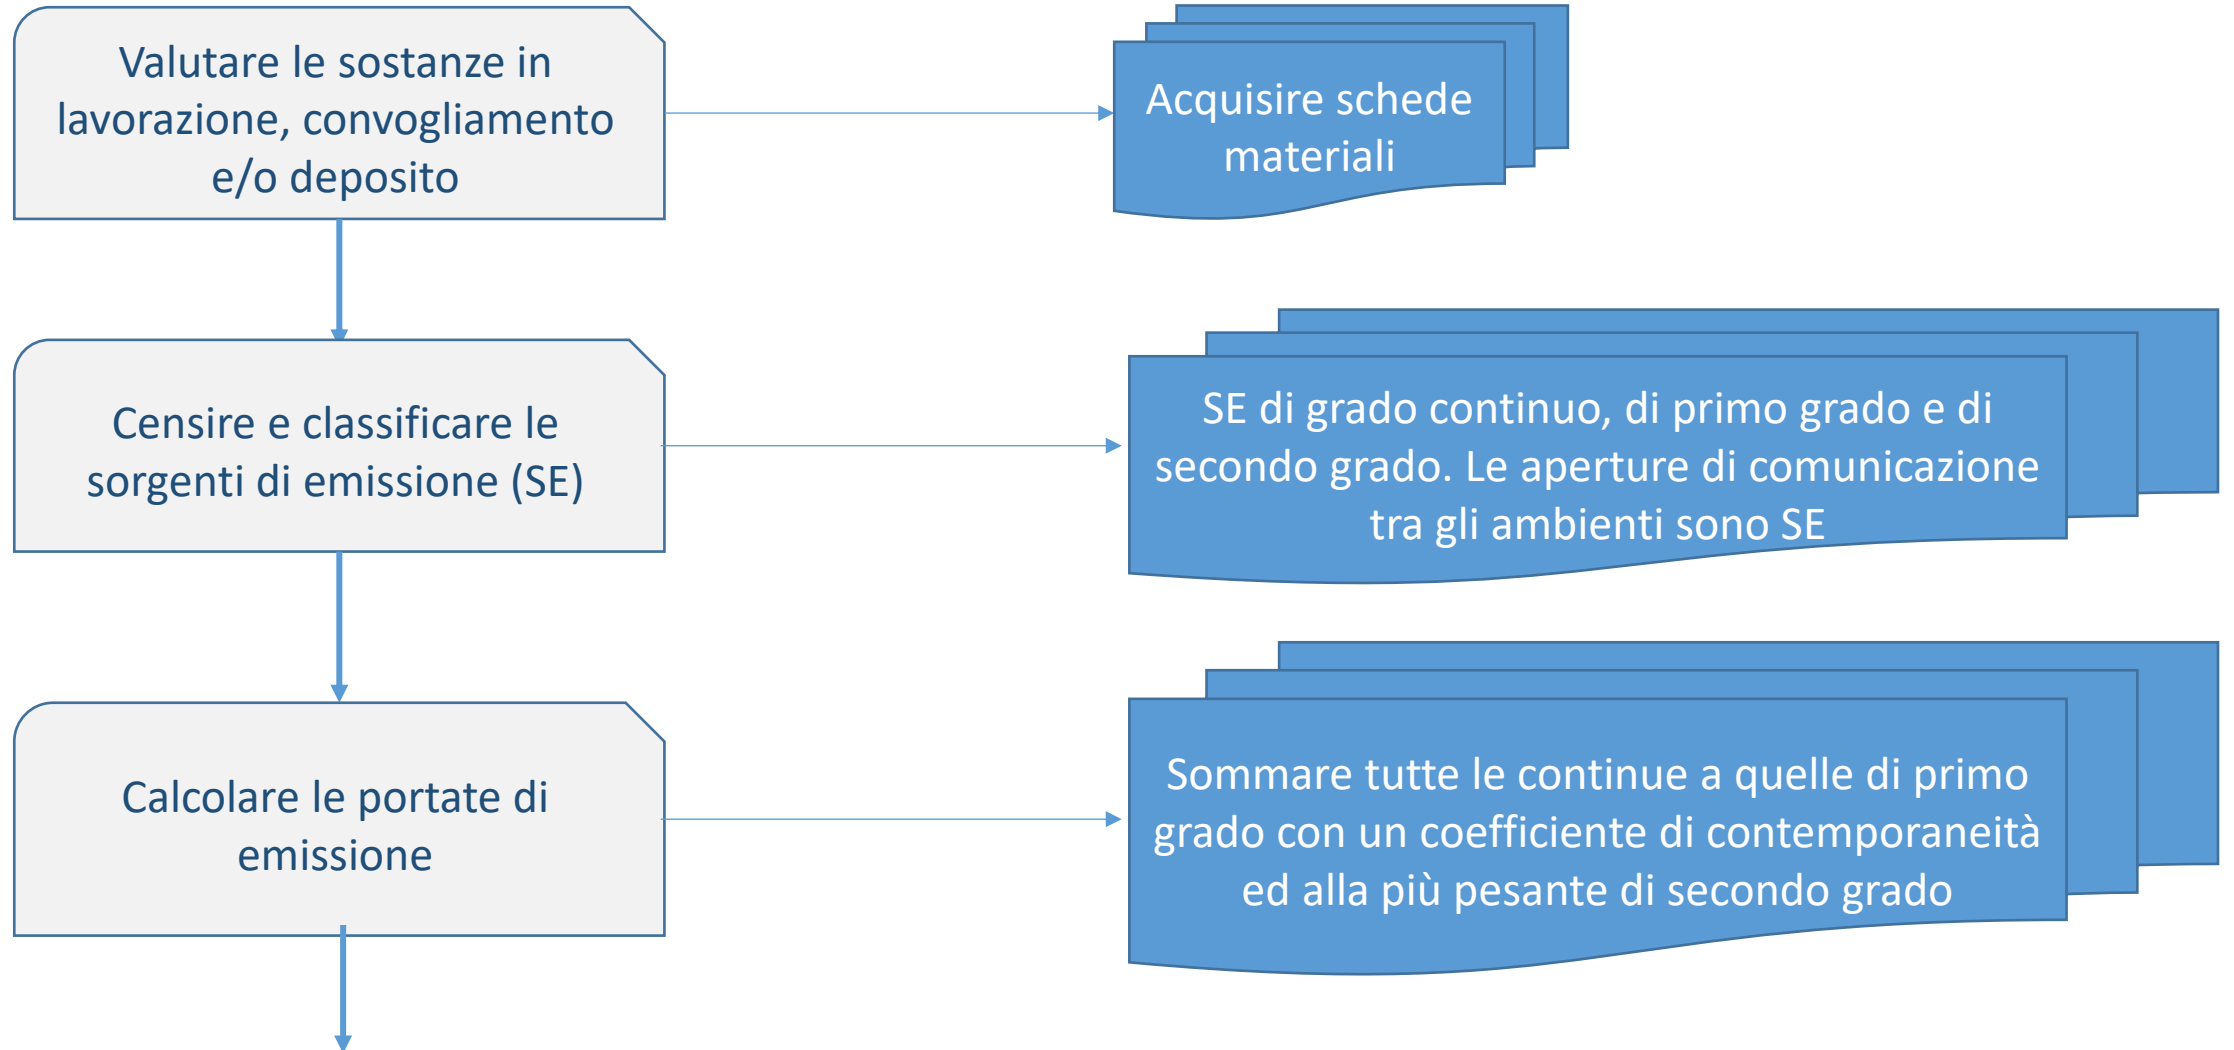 Valutare le sostanze in
lavorazione, convogliamento
e/o deposito
Acquisire schede
materiali
Censire e classificare le
sorgenti di emissione (SE)
SE di grado continuo, di primo grado e di
secondo grado. Le aperture di comunicazione
tra gli ambienti sono SE
Calcolare le portate di
emissione
Sommare tutte le continue a quelle di primo
grado con un coefficiente di contemporaneità
ed alla più pesante di secondo grado